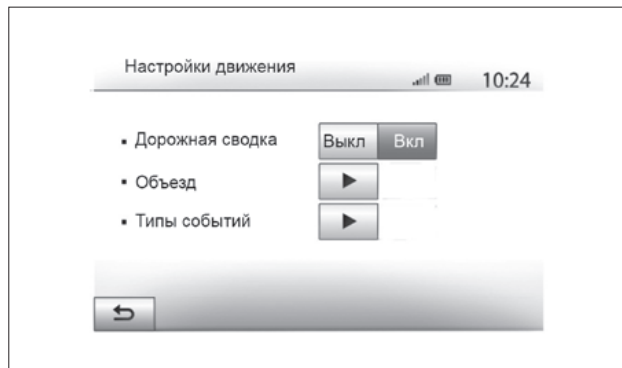 Настройки движения
10:24
▪ Дорожная сводка Выкл Вкл
▪ Объезд
▪ Типы событий